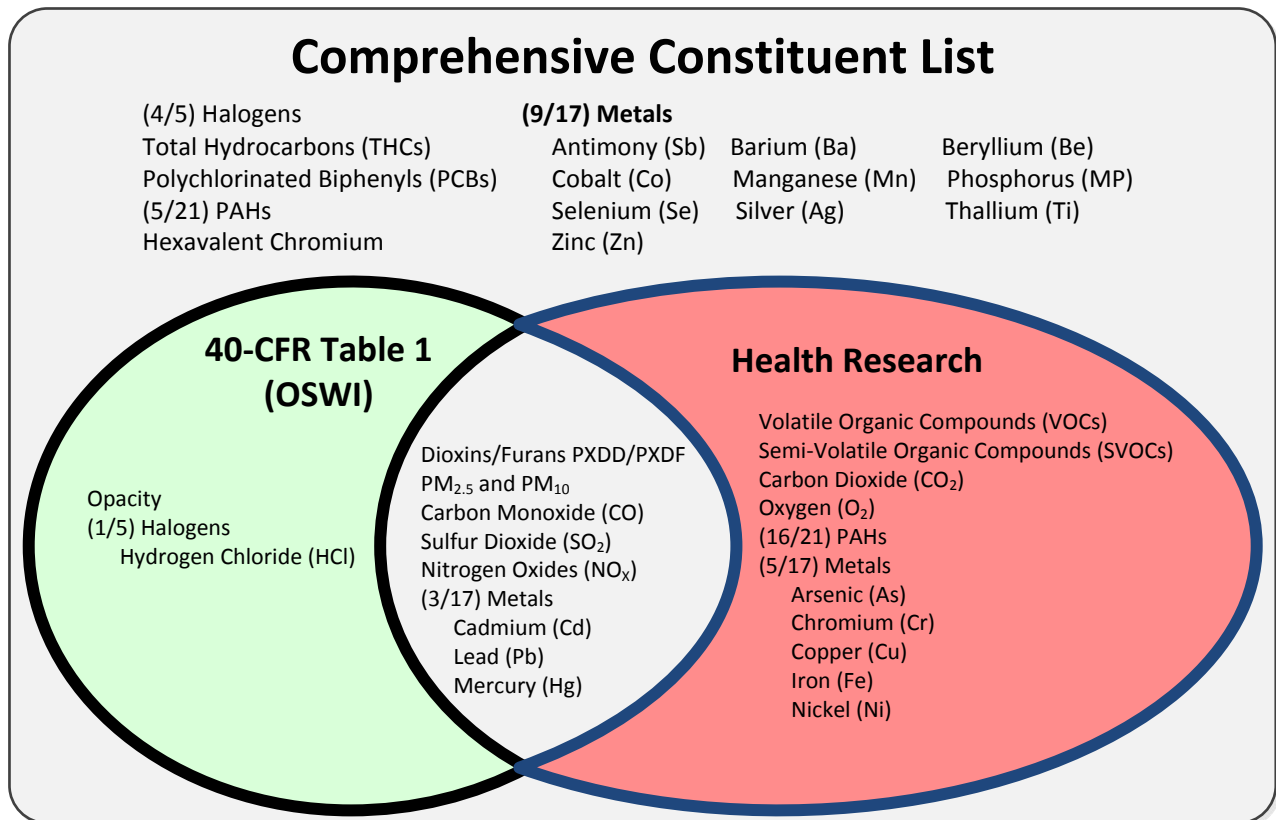 Comprehensive Constituent List
(4/5) Halogens
Total Hydrocarbons (THCs)
Polychlorinated Biphenyls (PCBs)
(5/21) PAHs
Hexavalent Chromium
(9/17) Metals
Antimony (Sb) Barium (Ba) Beryllium (Be)
Cobalt (Co) Manganese (Mn) Phosphorus (MP)
Selenium (Se) Silver (Ag) Thallium (Ti)
Zinc (Zn)
40-CFR Table 1
(OSWI)
Opacity
(1/5) Halogens
Hydrogen Chloride (HCl)
Dioxins/Furans PXDD/PXDF
PM2.5 and PM10
Carbon Monoxide (CO)
Sulfur Dioxide (SO2)
Nitrogen Oxides (NOX)
(3/17) Metals
Cadmium (Cd)
Lead (Pb)
Mercury (Hg)
Health Research
Volatile Organic Compounds (VOCs)
Semi-Volatile Organic Compounds (SVOCs)
Carbon Dioxide (CO2)
Oxygen (O2)
(16/21) PAHs
(5/17) Metals
Arsenic (As)
Chromium (Cr)
Copper (Cu)
Iron (Fe)
Nickel (Ni)